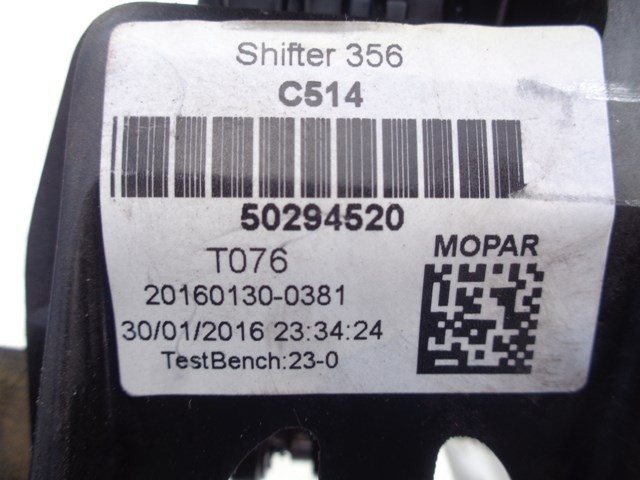 Shifter 356
C514
50294520
T076
MOPAR
20160130-0381
30/01/2016 23:34:24
TestBench:23-0